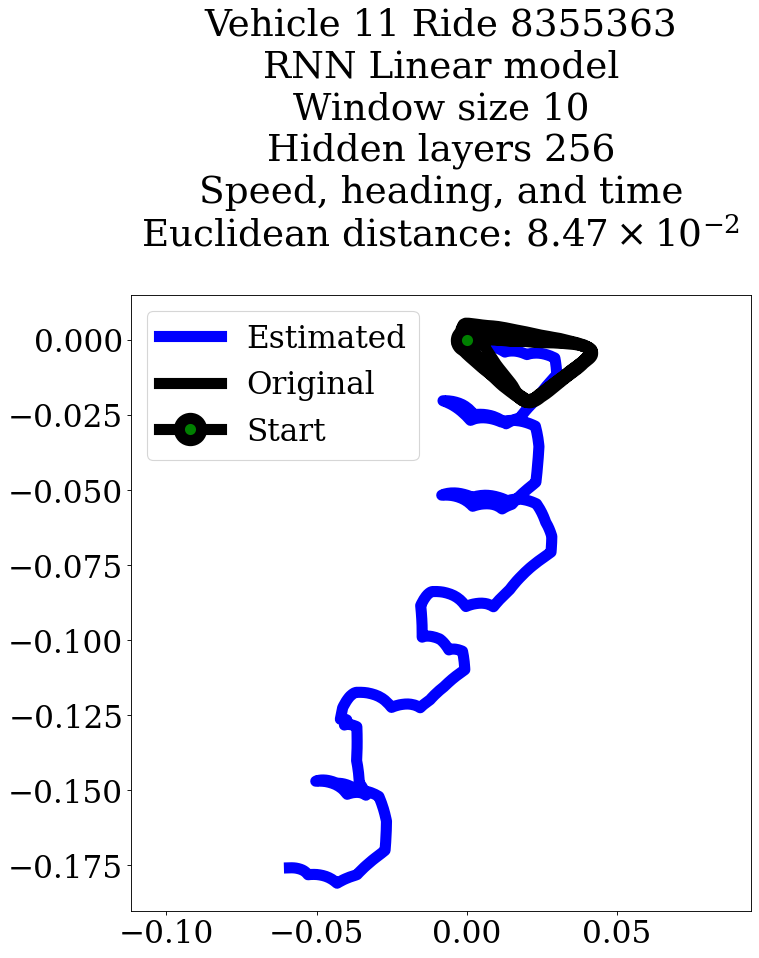 Vehicle 11 Ride 8355363
RNN Linear model
Window size 10
Hidden layers 256
Speed, heading, and time
Euclidean distance: 8.47 × 10⁻²
Estimated
Original
Start
0.000
−0.025
−0.050
−0.075
−0.100
−0.125
−0.150
−0.175
−0.10 −0.05 0.00 0.05